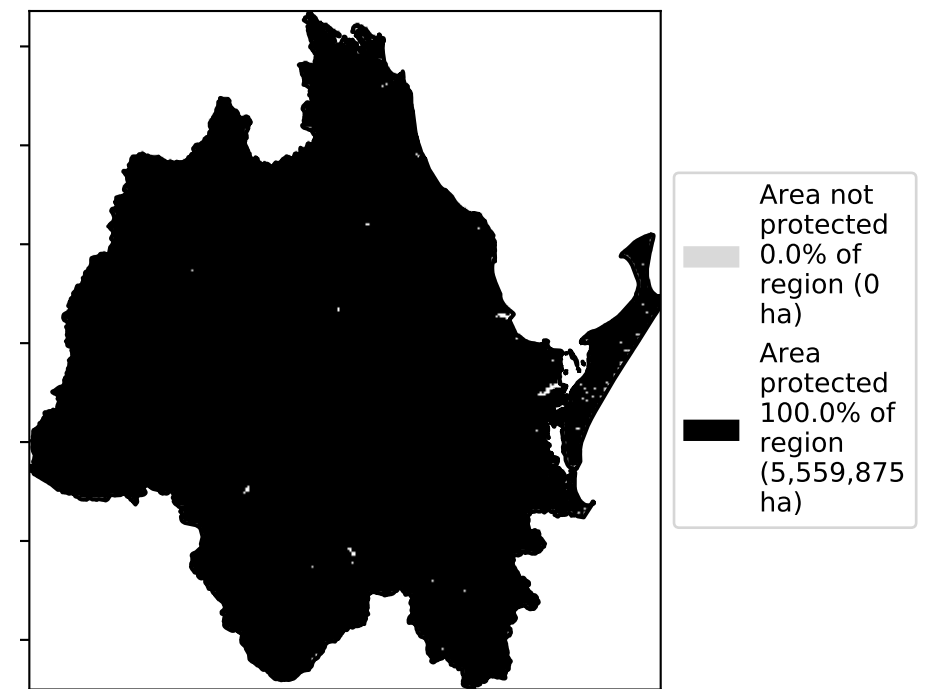 Area not
protected
0.0% of
region (0
ha)
Area
protected
100.0% of
region
(5,559,875
ha)